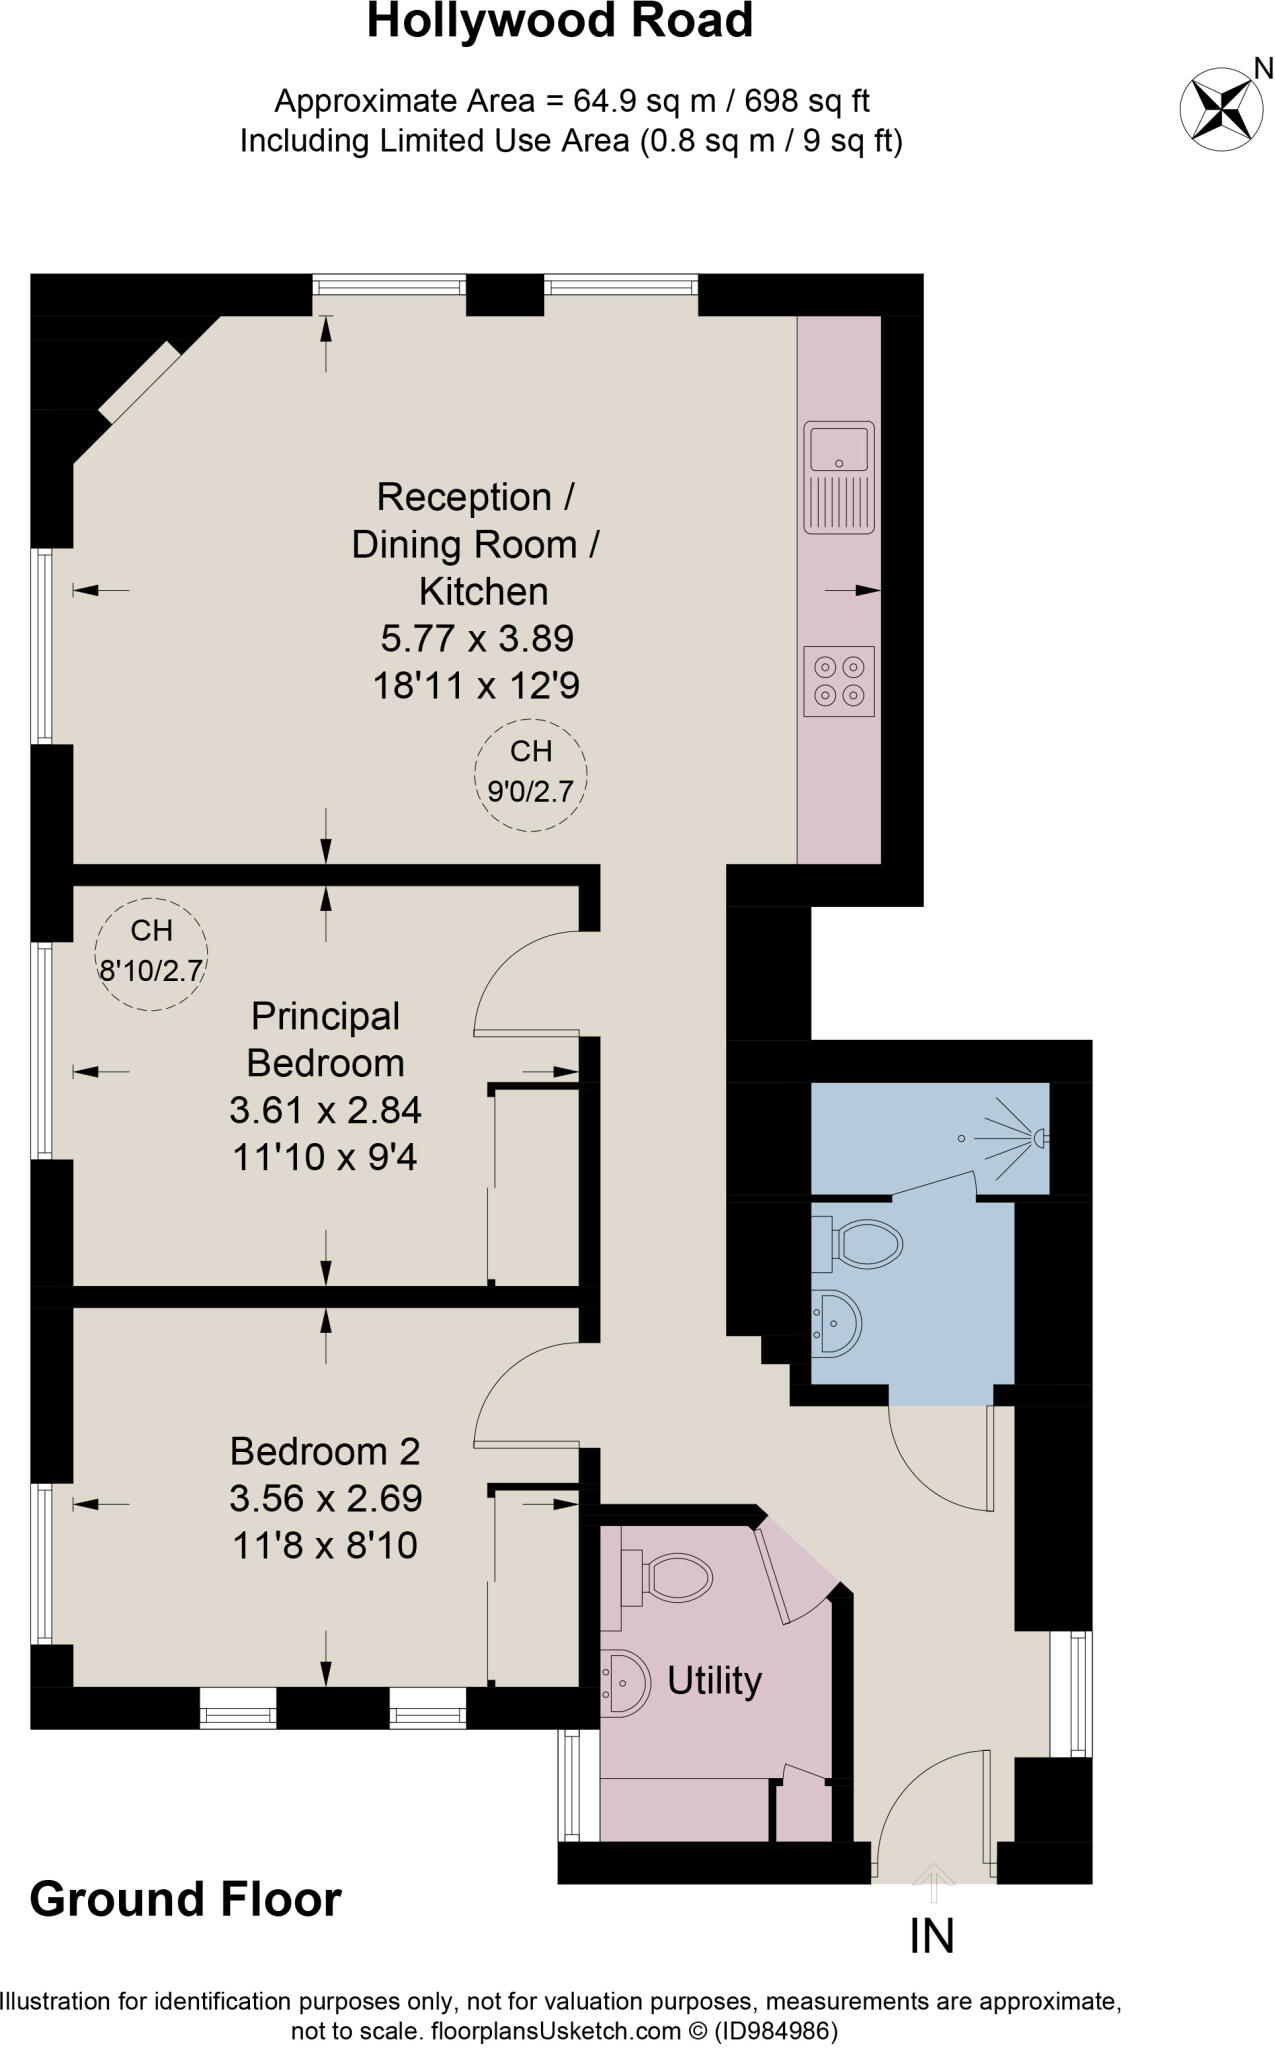 Hollywood Road
N
Approximate Area = 64.9 sq m / 698 sq ft
Including Limited Use Area (0.8 sq m / 9 sq ft)
Reception /
Dining Room /
Kitchen
5.77 x 3.89
18'11 x 12'9
CH
9'0/2.7
CH
8'10/2.7
Principal
Bedroom
3.61 x 2.84
11'10 x 9'4
Bedroom 2
3.56 x 2.69
11'8 x 8'10
Utility
Ground Floor
IN
Illustration for identification purposes only, not for valuation purposes, measurements are approximate,
not to scale. floorplansUsketch.com © (ID984986)